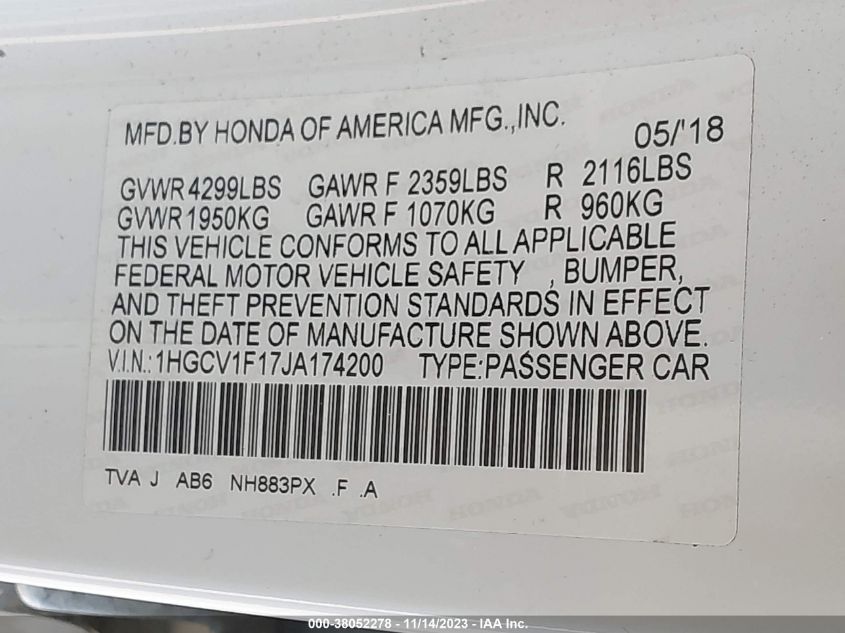 MFD.BY HONDA OF AMERICA MFG.,INC. 05/'18
GVWR 4299LBS GAWR F 2359LBS R 2116LBS
GVWR 1950KG GAWR F 1070KG R 960KG
THIS VEHICLE CONFORMS TO ALL APPLICABLE
FEDERAL MOTOR VEHICLE SAFETY , BUMPER,
AND THEFT PREVENTION STANDARDS IN EFFECT
ON THE DATE OF MANUFACTURE SHOWN ABOVE.
V.I.N.:1HGCV1F17JA174200 TYPE:PASSENGER CAR
TVA J AB6 NH883PX .F .A
000-38052278 - 11/14/2023 - IAA Inc.